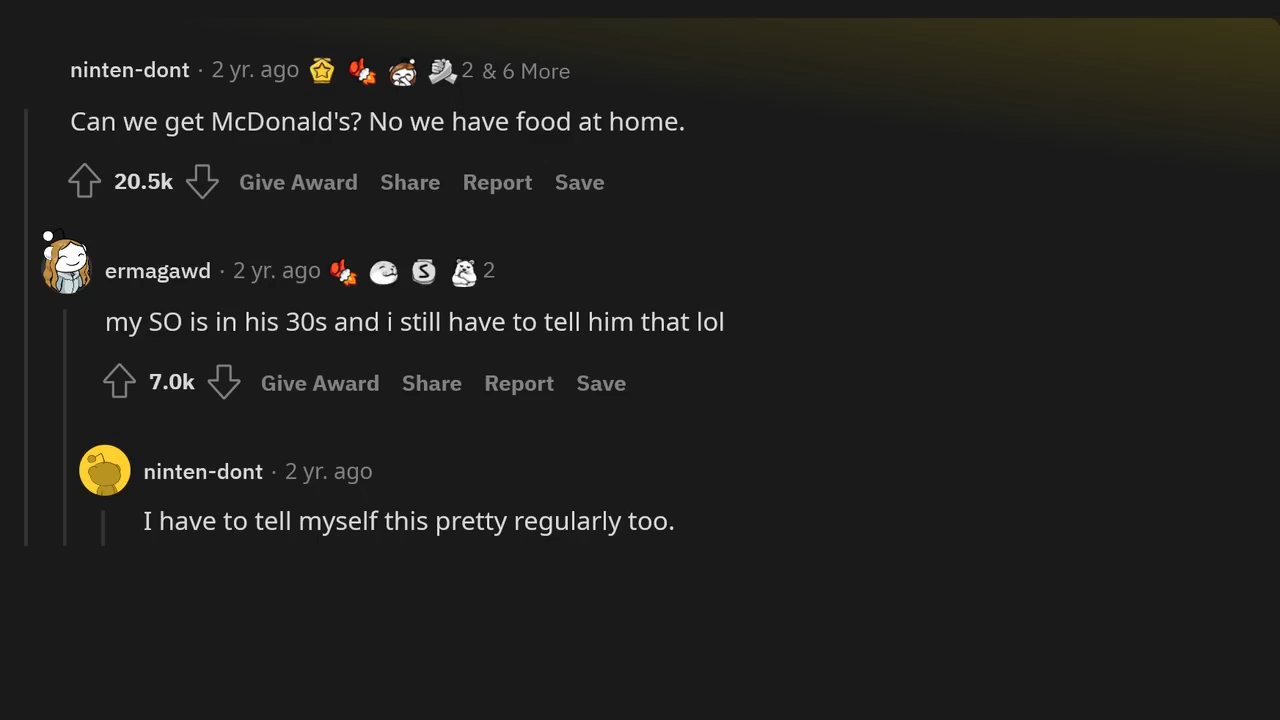 ninten-dont · 2 yr. ago 2 & 6 More
Can we get McDonald's? No we have food at home.
20.5k Give Award Share Report Save
ermagawd · 2 yr. ago 2
my SO is in his 30s and i still have to tell him that lol
7.0k Give Award Share Report Save
ninten-dont · 2 yr. ago
I have to tell myself this pretty regularly too.